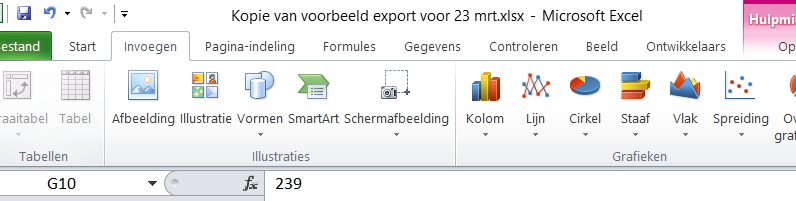 Kopie van voorbeeld export voor 23 mrt.xlsx - Microsoft Excel
Hulpmi
estand Start Invoegen Pagina-indeling Formules Gegevens Controleren Beeld Ontwikkelaars Op
raaitabel Tabel Afbeelding Illustratie Vormen SmartArt Schermafbeelding Kolom Lijn Cirkel Staaf Vlak Spreiding Ov
graf
Tabellen Illustraties Grafieken
G10 fx 239